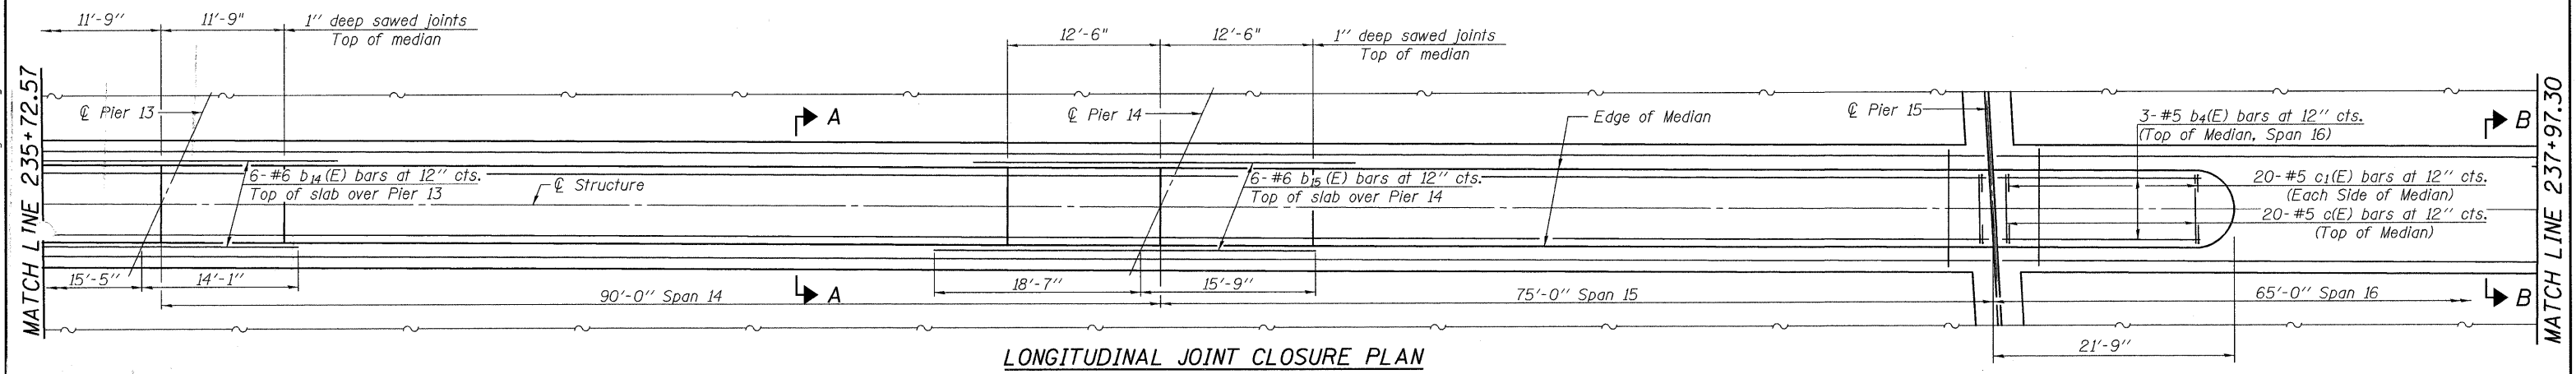 11'-9"
11'-9"
1" deep sawed joints
Top of median
12'-6"
12'-6"
1" deep sawed joints
Top of median
MATCH LINE 235+72.57
℄ Pier 13
A
℄ Pier 14
Edge of Median
℄ Pier 15
3-#5 b4(E) bars at 12" cts.
(Top of Median, Span 16)
B
MATCH LINE 237+97.30
6-#6 b14(E) bars at 12" cts.
Top of slab over Pier 13
℄ Structure
6-#6 b15(E) bars at 12" cts.
Top of slab over Pier 14
20-#5 c1(E) bars at 12" cts.
(Each Side of Median)
20-#5 c(E) bars at 12" cts.
(Top of Median)
15'-5"
14'-1"
18'-7"
15'-9"
90'-0" Span 14
A
75'-0" Span 15
65'-0" Span 16
B
21'-9"
LONGITUDINAL JOINT CLOSURE PLAN